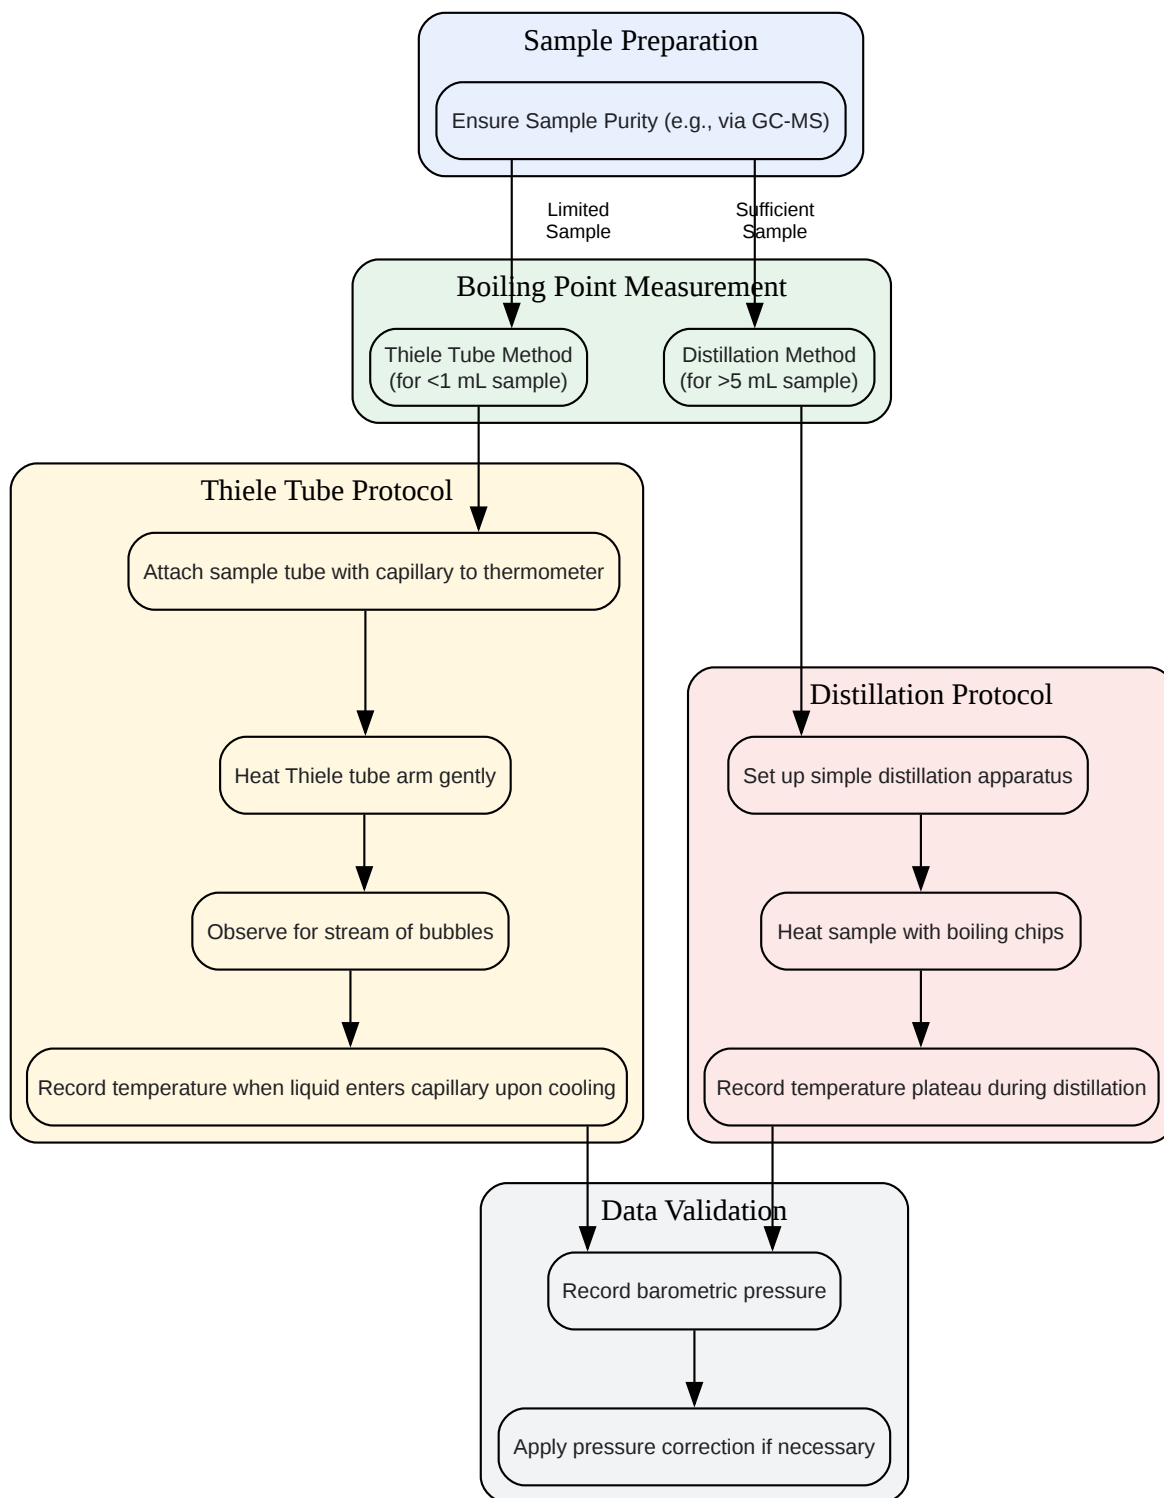 Sample Preparation
Ensure Sample Purity (e.g., via GC-MS)
Limited
Sample
Sufficient
Sample
Boiling Point Measurement
Thiele Tube Method
(for <1 mL sample)
Distillation Method
(for >5 mL sample)
Thiele Tube Protocol
Attach sample tube with capillary to thermometer
Heat Thiele tube arm gently
Observe for stream of bubbles
Record temperature when liquid enters capillary upon cooling
Distillation Protocol
Set up simple distillation apparatus
Heat sample with boiling chips
Record temperature plateau during distillation
Data Validation
Record barometric pressure
Apply pressure correction if necessary